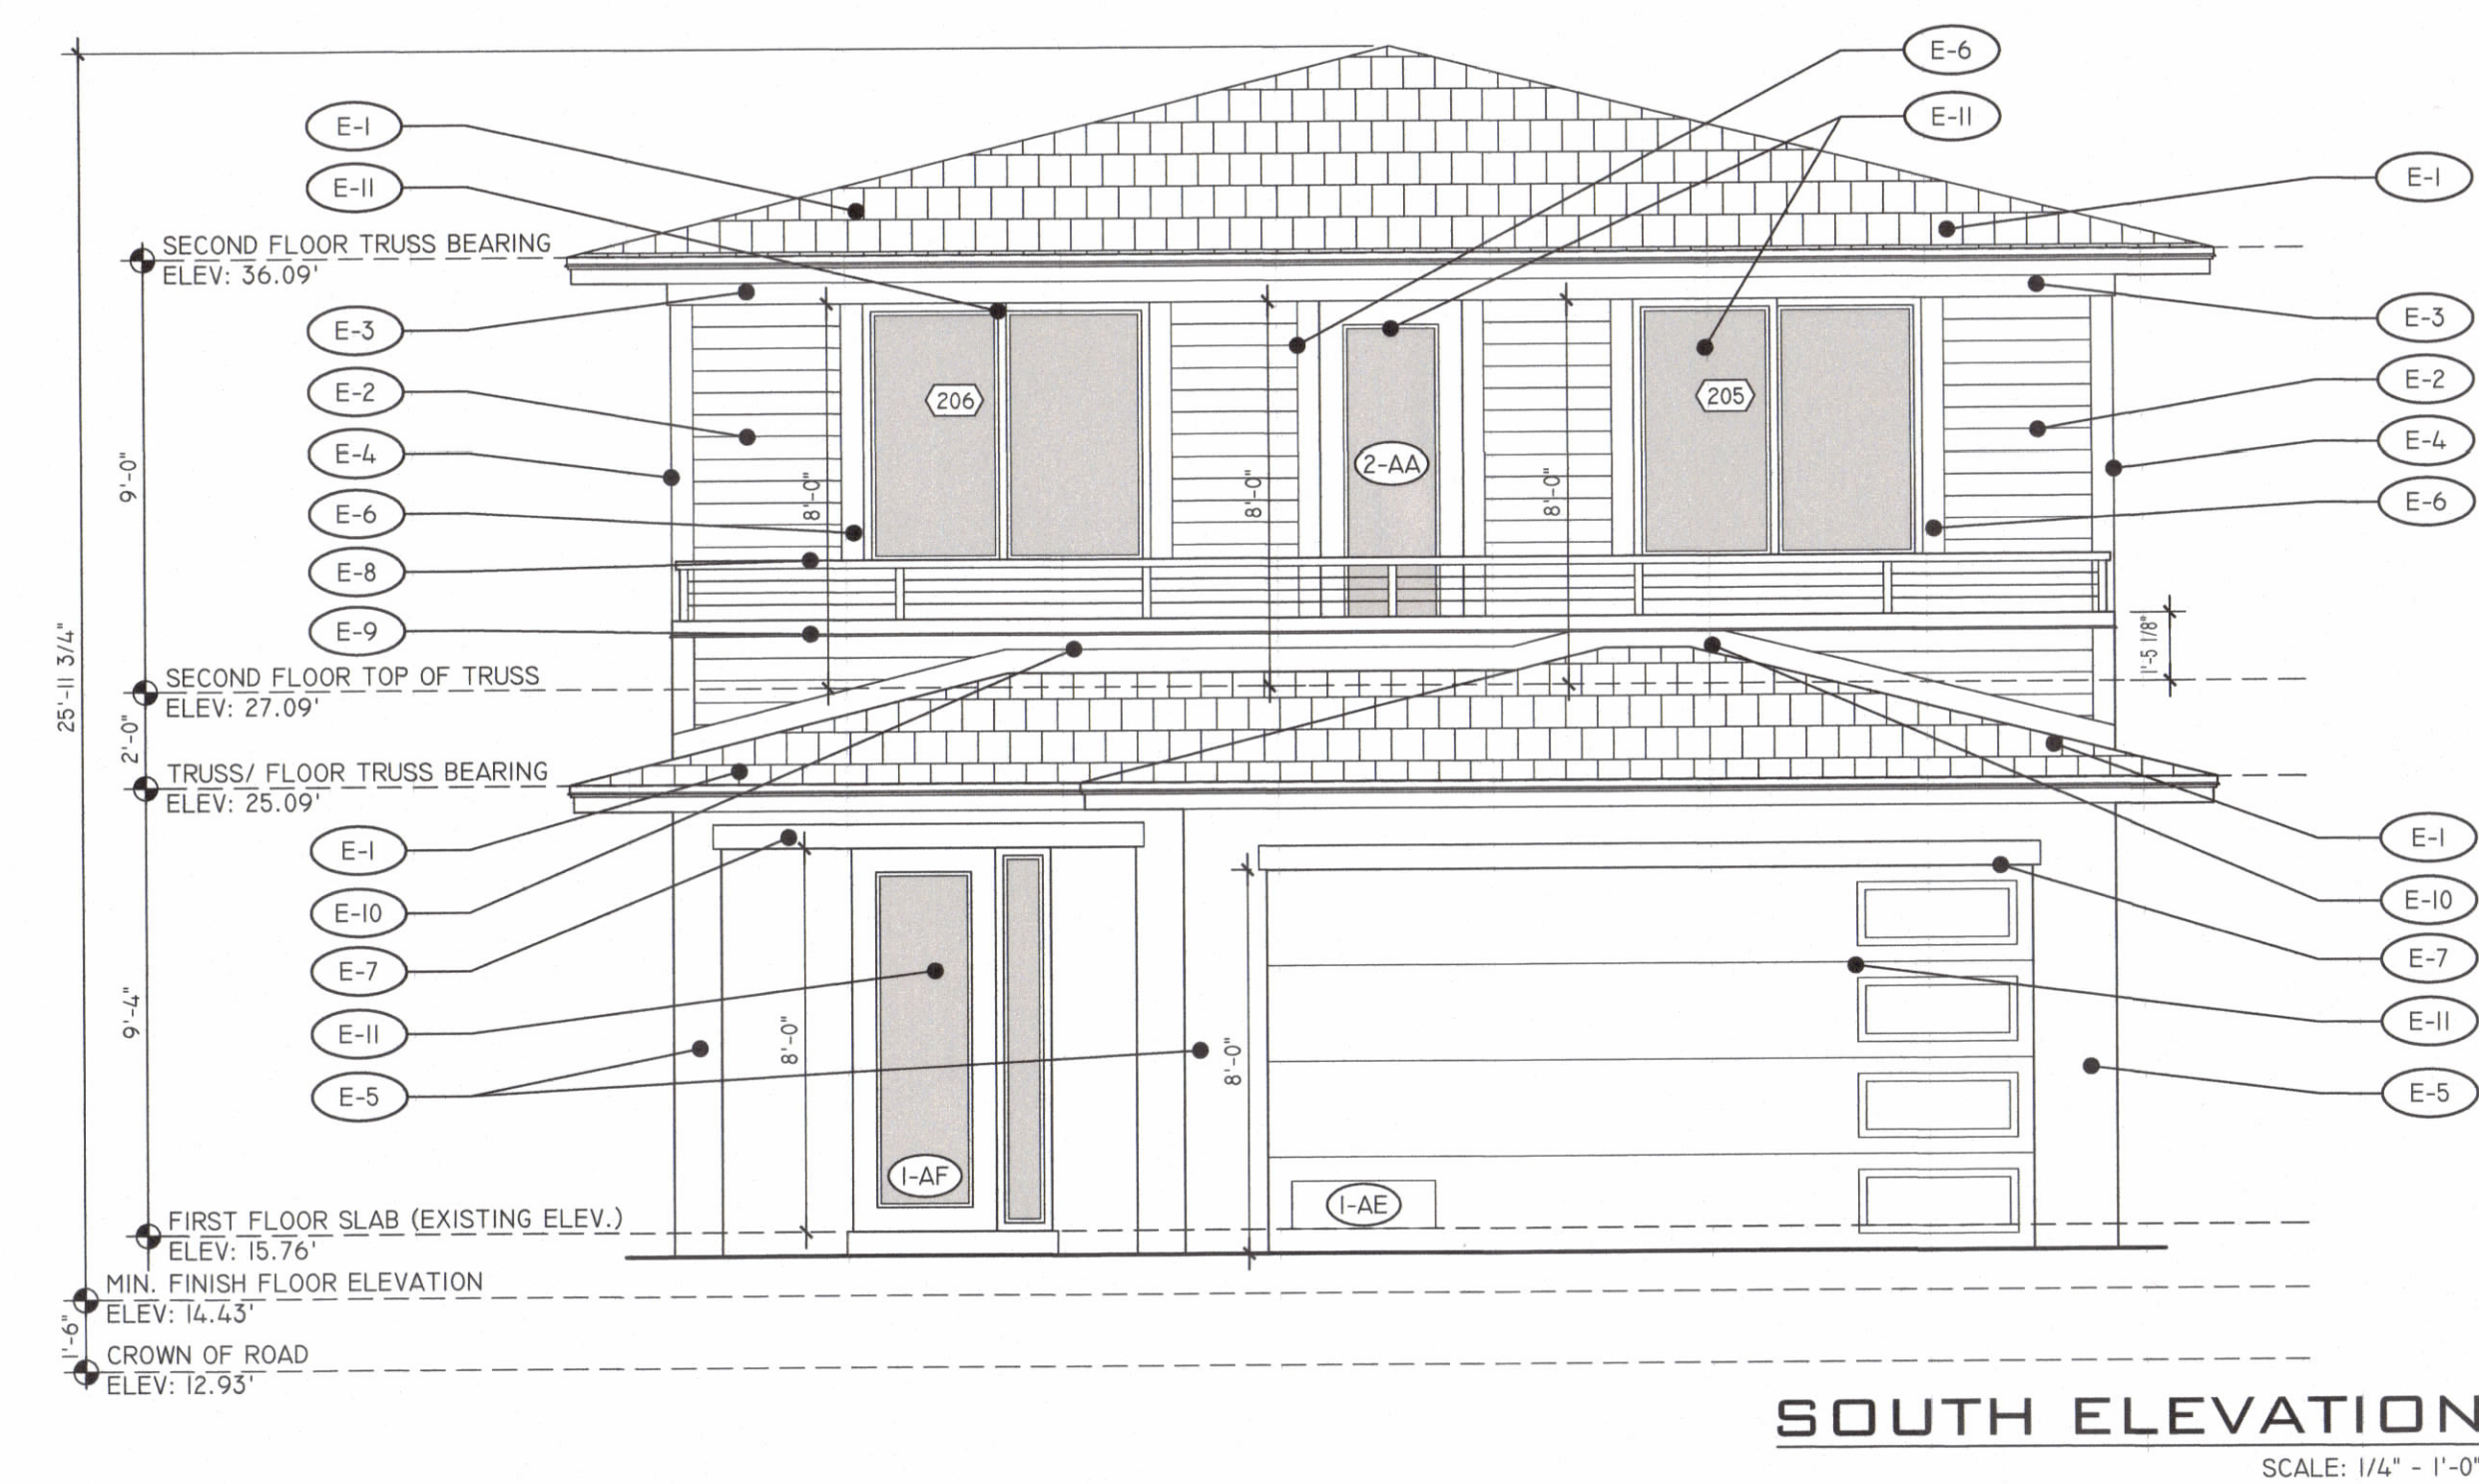 E-6
E-11
E-1
E-11
E-1
SECOND FLOOR TRUSS BEARING
ELEV: 36.09'
E-3
E-3
E-2
E-2
206
205
E-4
E-4
2-AA
E-6
E-6
9'-0"
8'-0"
8'-0"
8'-0"
E-8
E-9
1'-5 1/8"
25'-11 3/4"
SECOND FLOOR TOP OF TRUSS
ELEV: 27.09'
2'-0"
TRUSS/ FLOOR TRUSS BEARING
ELEV: 25.09'
E-1
E-1
E-10
E-10
E-7
E-7
9'-4"
E-11
E-11
8'-0"
8'-0"
E-5
E-5
1-AF
1-AE
FIRST FLOOR SLAB (EXISTING ELEV.)
ELEV: 15.76'
MIN. FINISH FLOOR ELEVATION
ELEV: 14.43'
1'-6"
CROWN OF ROAD
ELEV: 12.93'
SOUTH ELEVATION
SCALE: 1/4" - 1'-0"